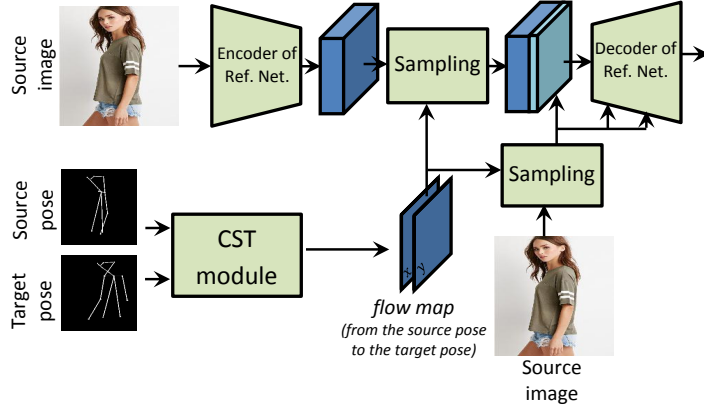 Source
image
Encoder of
Ref. Net.
Sampling
Decoder of
Ref. Net.
Sampling
Source
pose
Target
pose
CST
module
x
y
flow map
(from the source pose
to the target pose)
Source
image